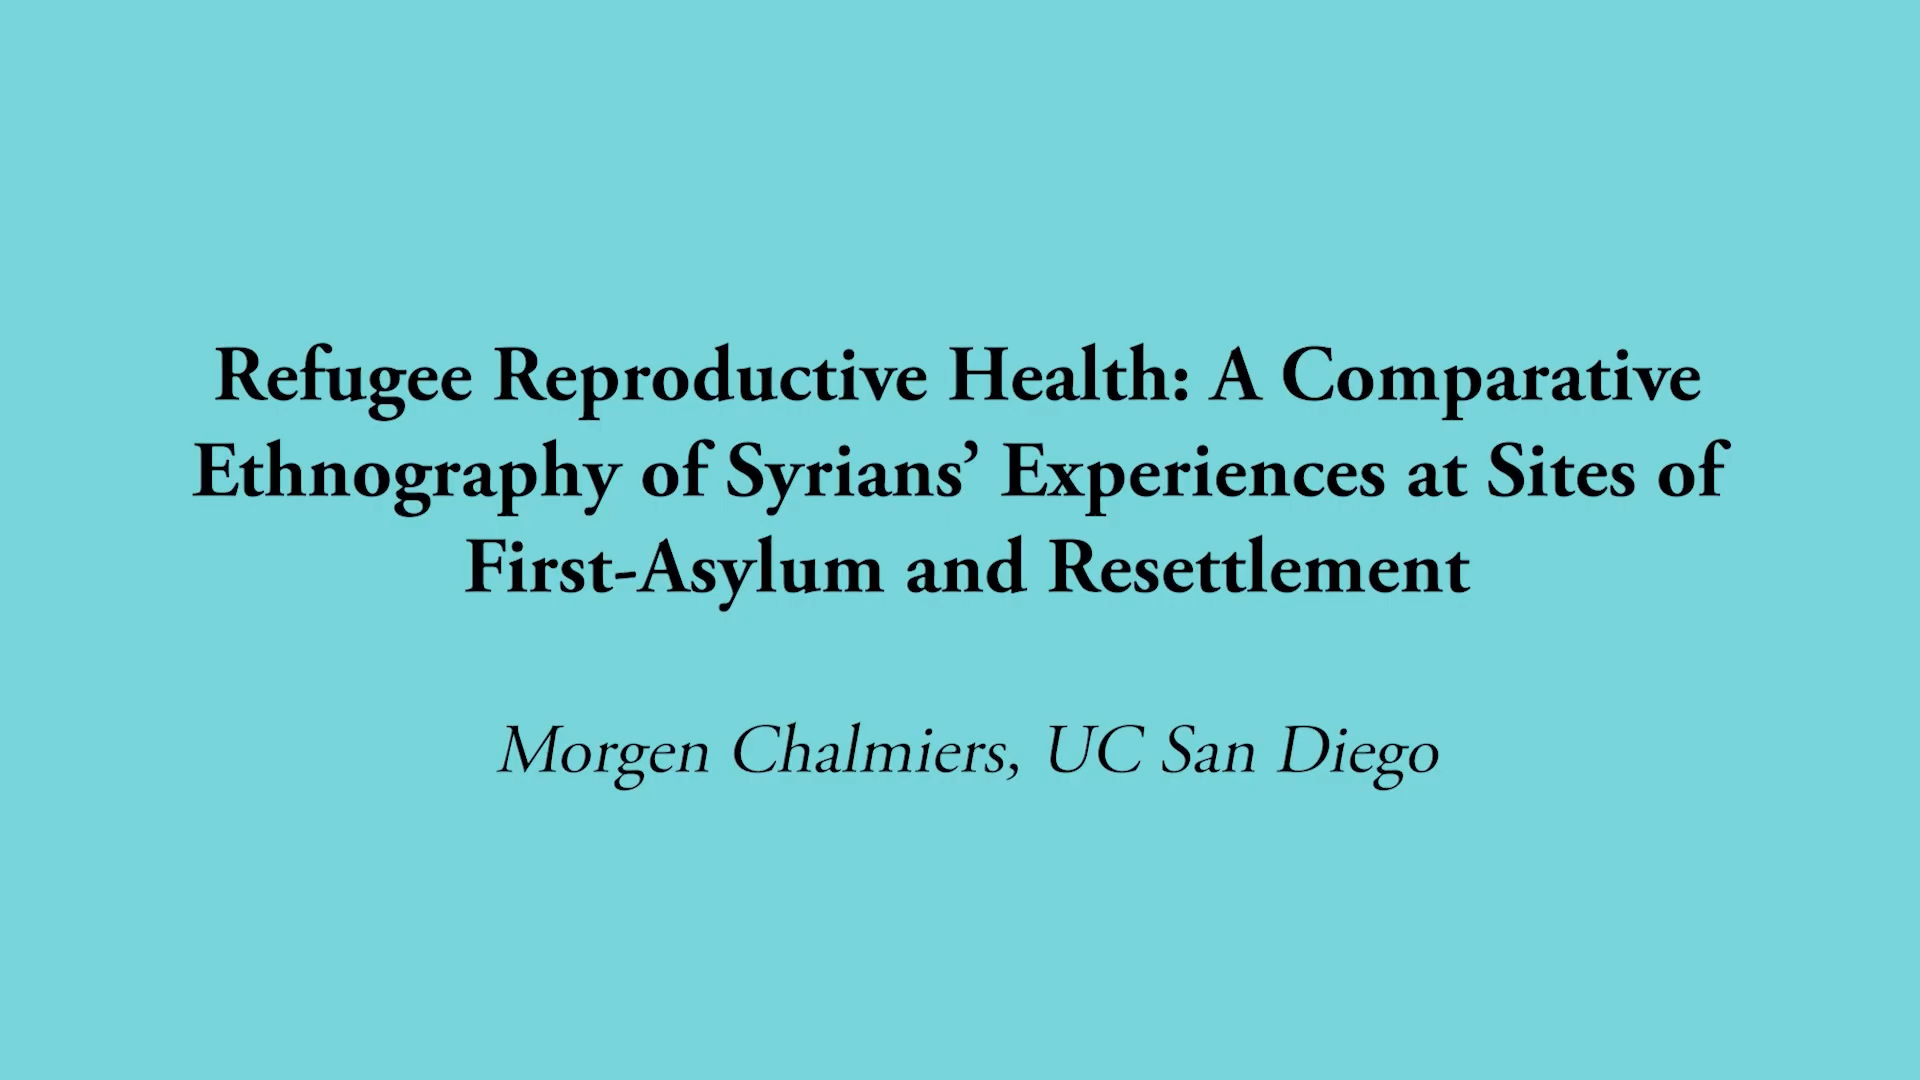 Refugee Reproductive Health: A Comparative
Ethnography of Syrians’ Experiences at Sites of
First-Asylum and Resettlement
Morgen Chalmiers, UC San Diego